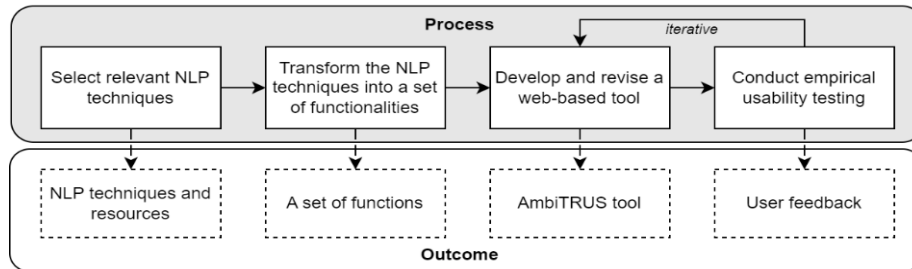 Process
iterative
Select relevant NLP
techniques
Transform the NLP
techniques into a set
of functionalities
Develop and revise a
web-based tool
Conduct empirical
usability testing
NLP techniques and
resources
A set of functions
AmbiTRUS tool
User feedback
Outcome